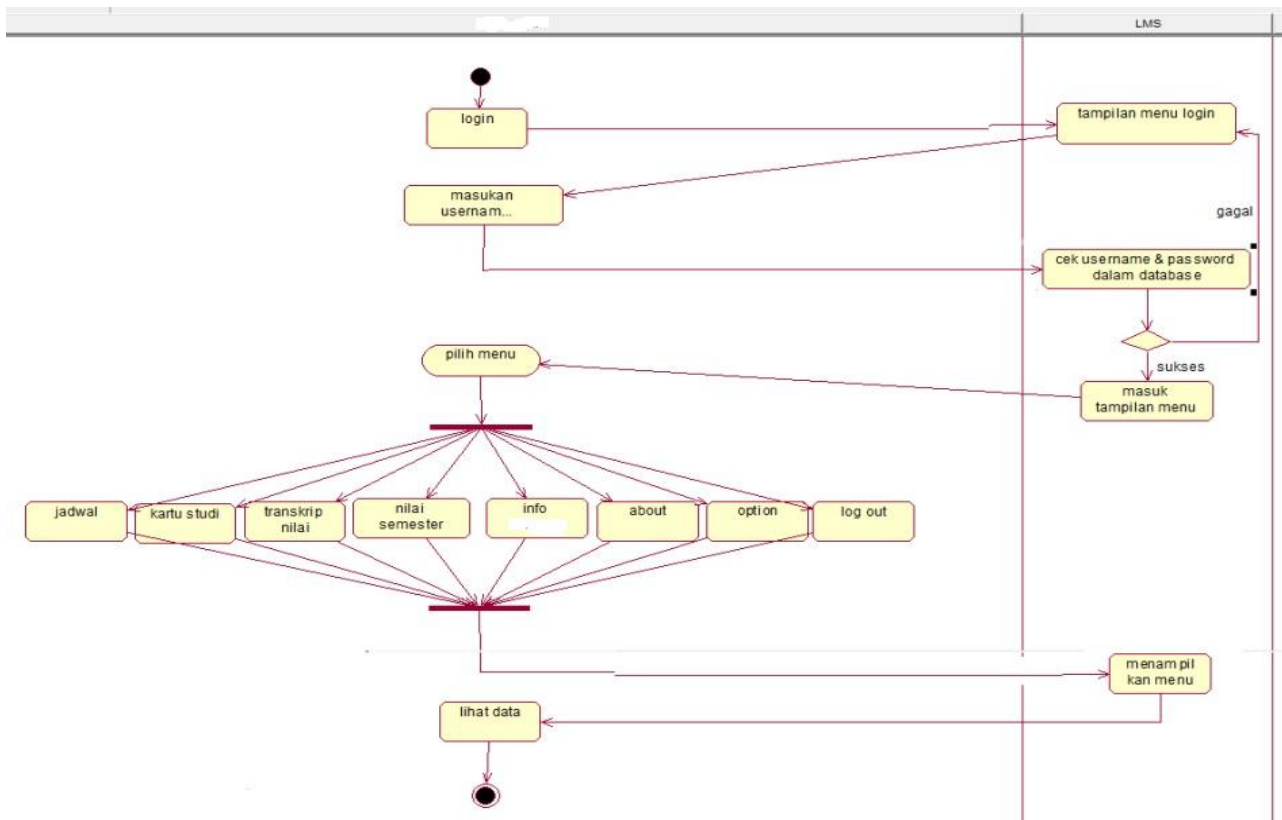 LMS
login
tampilan menu login
masukan
usernam...
gagal
cek username & password
dalam database
pilih menu
sukses
masuk
tampilan menu
jadwal
kartu studi
transkrip
nilai
nilai
semester
info
about
option
log out
menampil
kan menu
lihat data